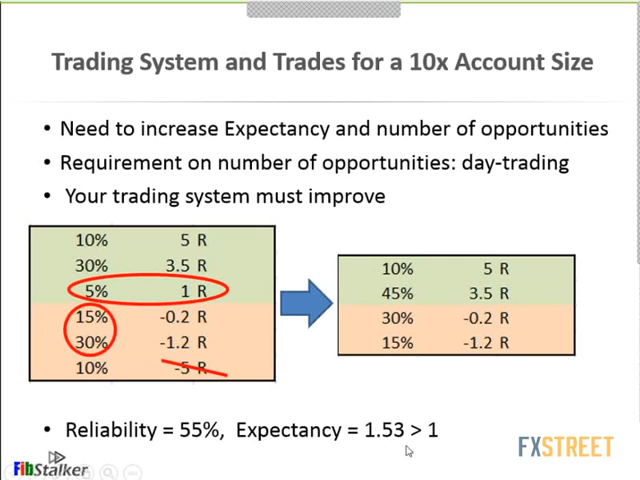 Trading System and Trades for a 10x Account Size
• Need to increase Expectancy and number of opportunities
• Requirement on number of opportunities: day-trading
• Your trading system must improve
10% 5 R
30% 3.5 R
5% 1 R
15% -0.2 R
30% -1.2 R
10% -5 R
10% 5 R
45% 3.5 R
30% -0.2 R
15% -1.2 R
• Reliability = 55%, Expectancy = 1.53 > 1
FXSTREET
FibStalker